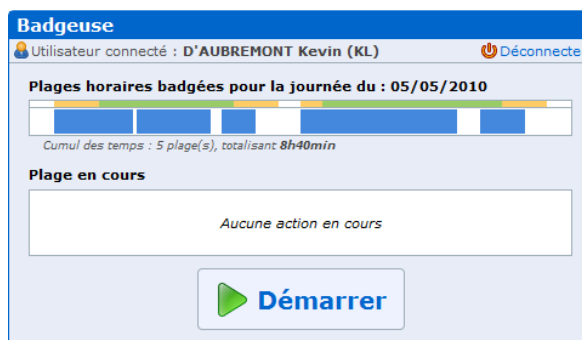 Badgeuse
Utilisateur connecté : D'AUBREMONT Kevin (KL) Déconnecte
Plages horaires badgées pour la journée du : 05/05/2010
Cumul des temps : 5 plage(s), totalisant 8h40min
Plage en cours
Aucune action en cours
Démarrer